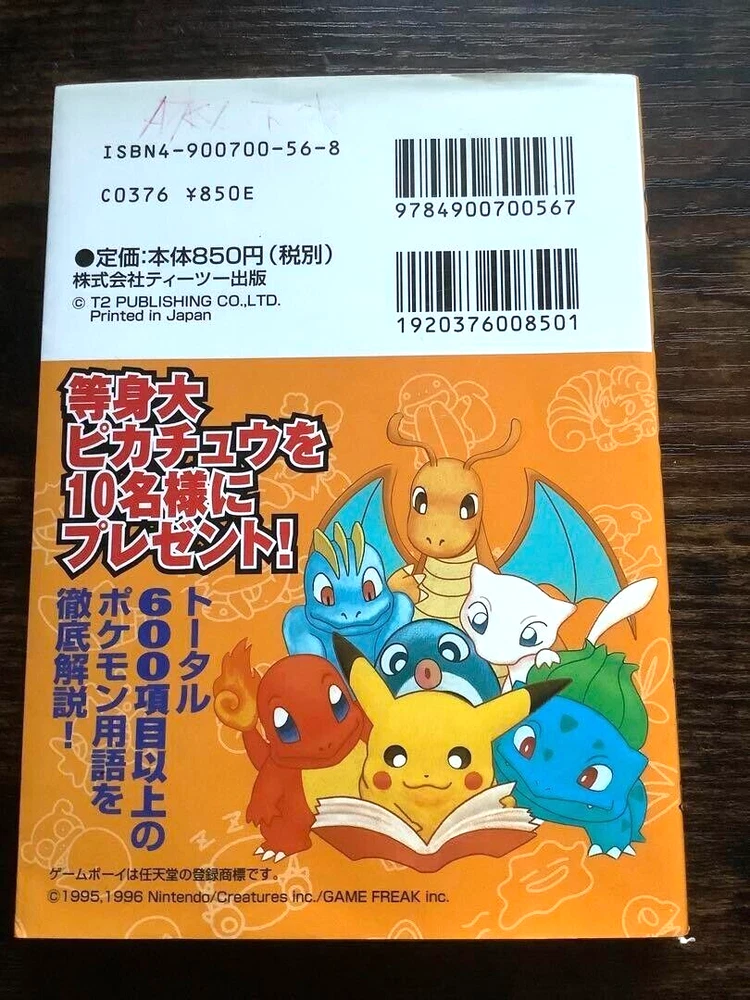 ISBN4-900700-56-8
C0376 ¥850E
9784900700567
●定価:本体850円(税別)
株式会社ティーツー出版
© T2 PUBLISHING CO.,LTD.
Printed in Japan
1920376008501
等身大
ピカチュウを
10名様に
プレゼント!
トータル
600項目以上の
ポケモン用語を
徹底解説!
ゲームボーイは任天堂の登録商標です。
©1995,1996 Nintendo/Creatures inc./GAME FREAK inc.